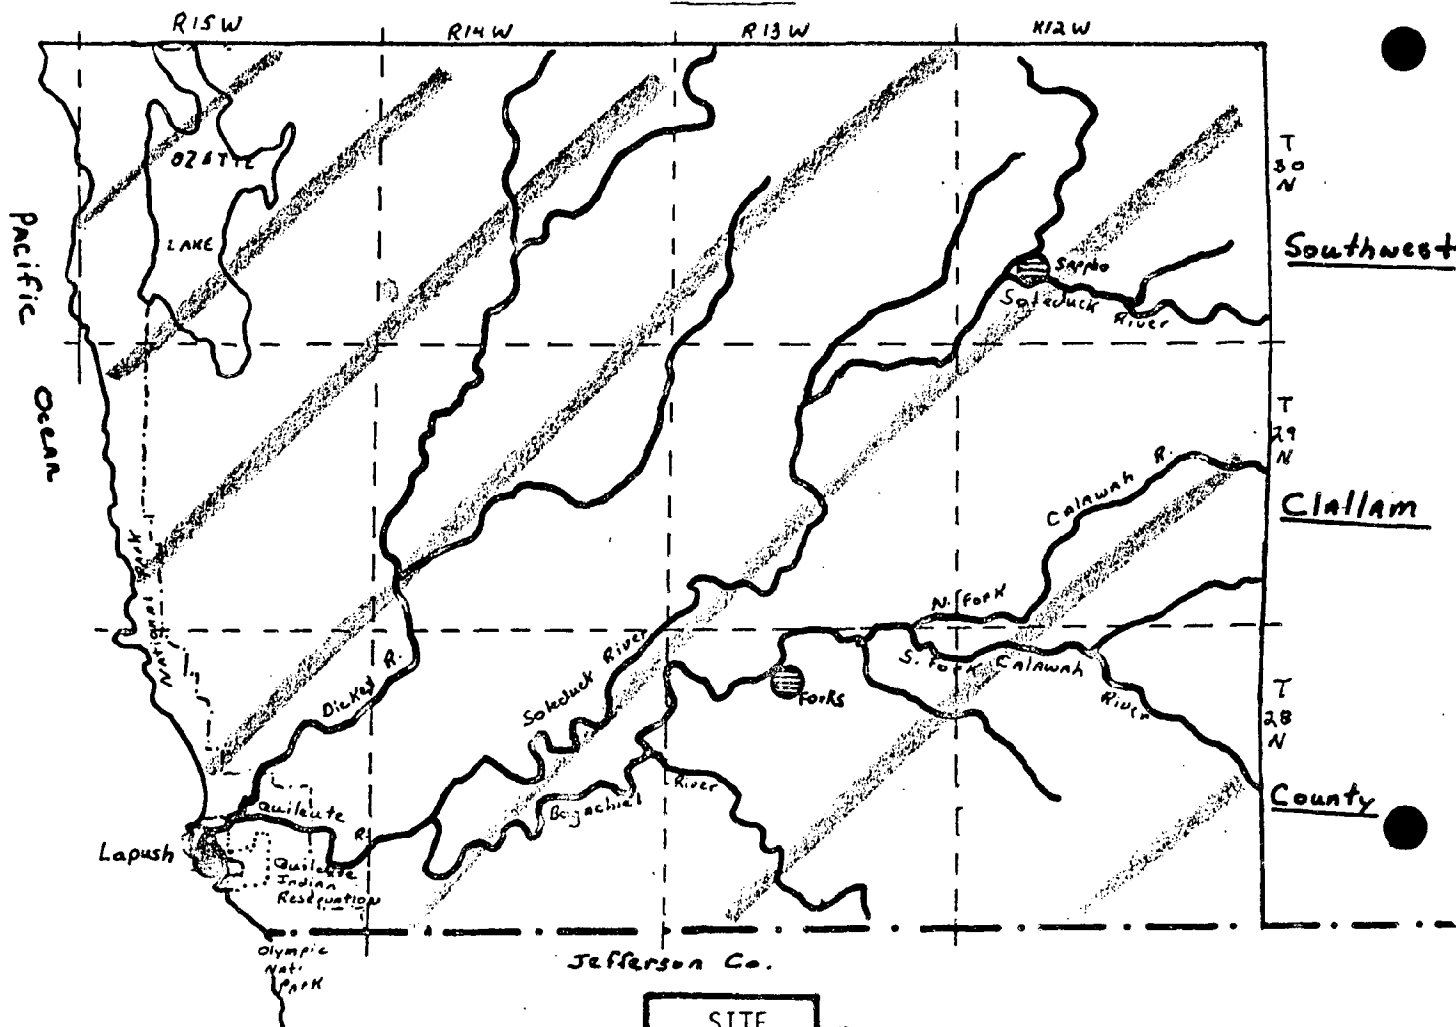 R15W R14W R13W R12W
OZETTE
LAKE
T
30
N
Pacific
Ocean
Sappho
Soleduck River
Southwest
T
29
N
Calawah R.
Clallam
National Park
N. Fork
S. Fork Calawah River
Soleduck River
Dickey R.
Forks
T
28
N
Bogachiel River
County
Quileute R.
Lapush
Quileute
Indian
Reservation
Olympic
Nat.
Park
Jefferson Co.
SITE